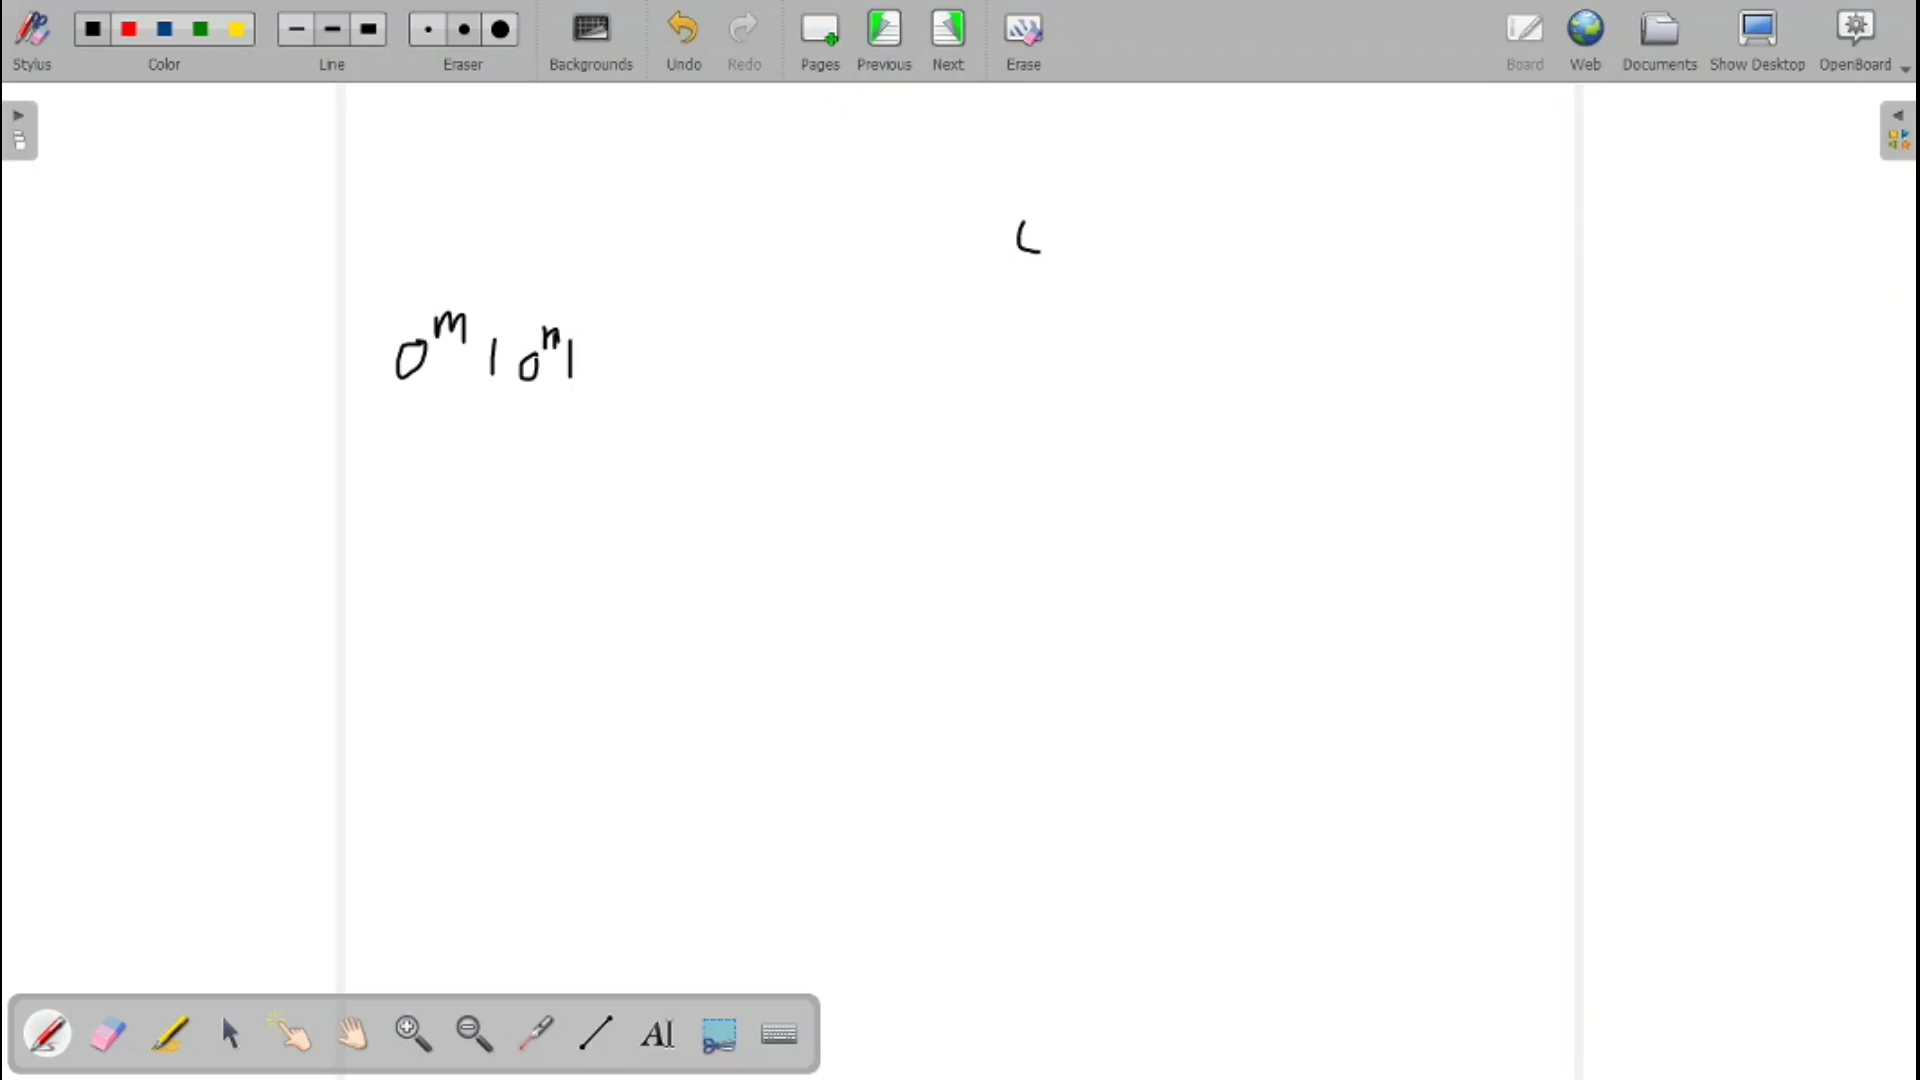 Stylus Color Line Eraser Backgrounds Undo Redo Pages Previous Next Erase Board Web Documents Show Desktop OpenBoard
L
0^m 1 0^n 1
AI